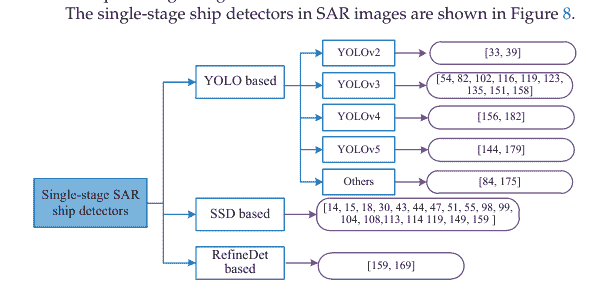 The single-stage ship detectors in SAR images are shown in Figure 8.
YOLOv2
[33, 39]
YOLO based
YOLOv3
[54, 82, 102, 116, 119, 123,
135, 151, 158]
YOLOv4
[156, 182]
YOLOv5
[144, 179]
Others
[84, 175]
Single-stage SAR
ship detectors
SSD based
[14, 15, 18, 30, 43, 44, 47, 51, 55, 98, 99,
104, 108,113, 114 119, 149, 159 ]
RefineDet
based
[159, 169]